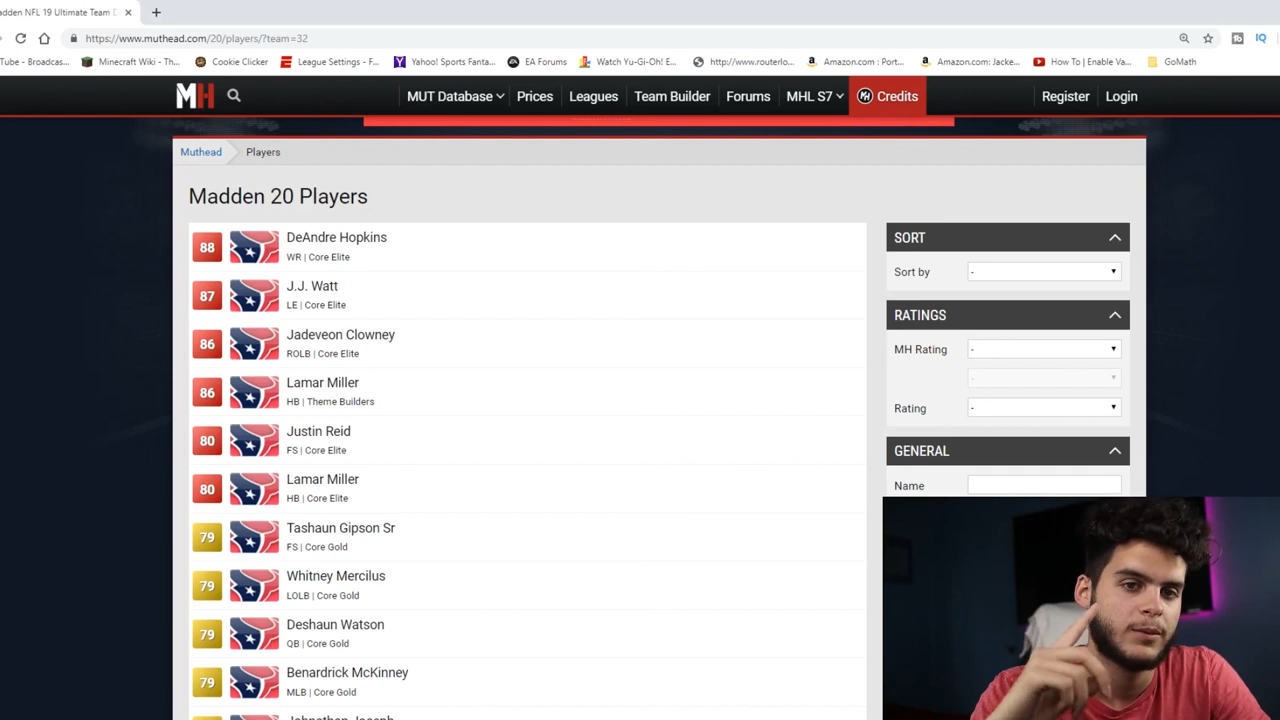 adden NFL 19 Ultimate Team D
https://www.muthead.com/20/players/?team=32
Tube - Broadcas...
Minecraft Wiki - Th...
Cookie Clicker
League Settings - F...
Yahoo! Sports Fanta...
EA Forums
Watch Yu-Gi-Oh! E...
http://www.routerlo...
Amazon.com : Port...
Amazon.com: Jacke...
How To | Enable Va...
GoMath
IQ
MH
MUT Database
Prices
Leagues
Team Builder
Forums
MHL S7
Credits
Register
Login
Muthead
Players
Madden 20 Players
88
DeAndre Hopkins
WR | Core Elite
87
J.J. Watt
LE | Core Elite
86
Jadeveon Clowney
ROLB | Core Elite
86
Lamar Miller
HB | Theme Builders
80
Justin Reid
FS | Core Elite
80
Lamar Miller
HB | Core Elite
79
Tashaun Gipson Sr
FS | Core Gold
79
Whitney Mercilus
LOLB | Core Gold
79
Deshaun Watson
QB | Core Gold
79
Benardrick McKinney
MLB | Core Gold
Johnathan Joseph
SORT
Sort by
-
RATINGS
MH Rating
-
-
Rating
-
GENERAL
Name